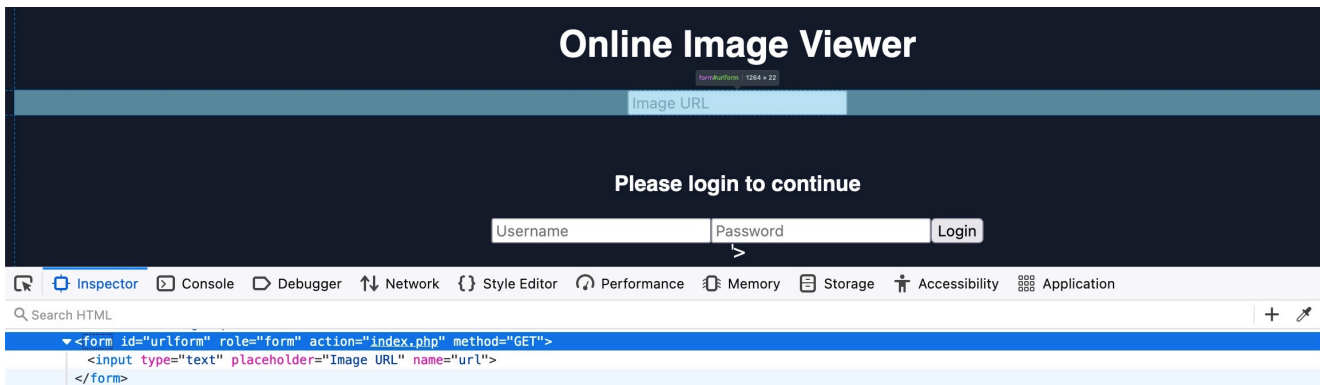 Online Image Viewer
form#urlform | 1264 × 22
Image URL
Please login to continue
Username Password Login
'>
Inspector Console Debugger Network Style Editor Performance Memory Storage Accessibility Application
Search HTML
<form id="urlform" role="form" action="index.php" method="GET">
<input type="text" placeholder="Image URL" name="url">
</form>